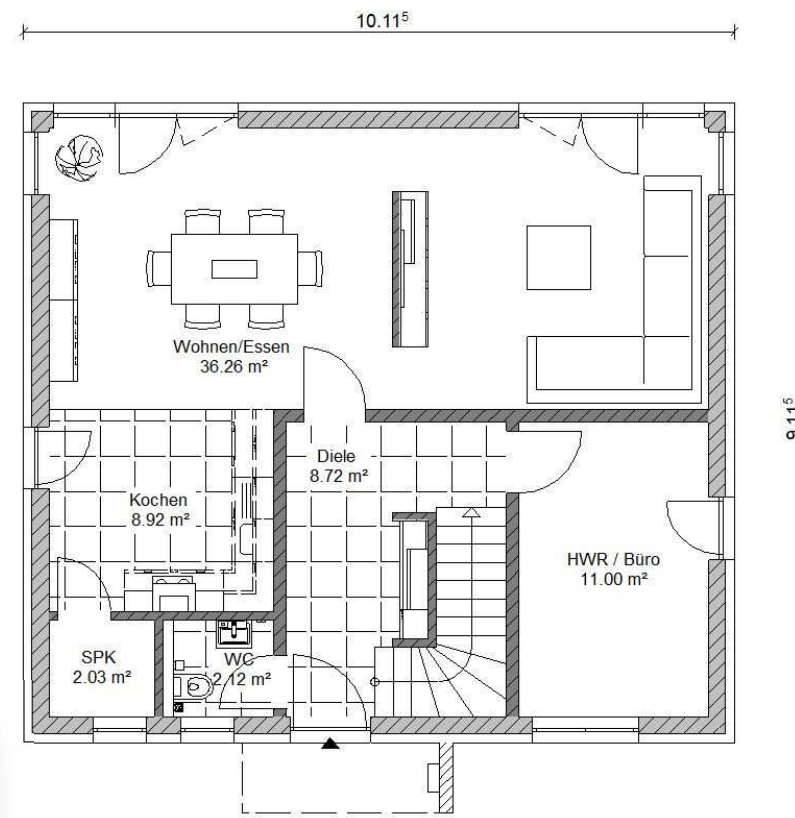 10.11⁵
9.11⁵
Wohnen/Essen
36.26 m²
Diele
8.72 m²
Kochen
8.92 m²
HWR / Büro
11.00 m²
SPK
2.03 m²
WC
2.12 m²